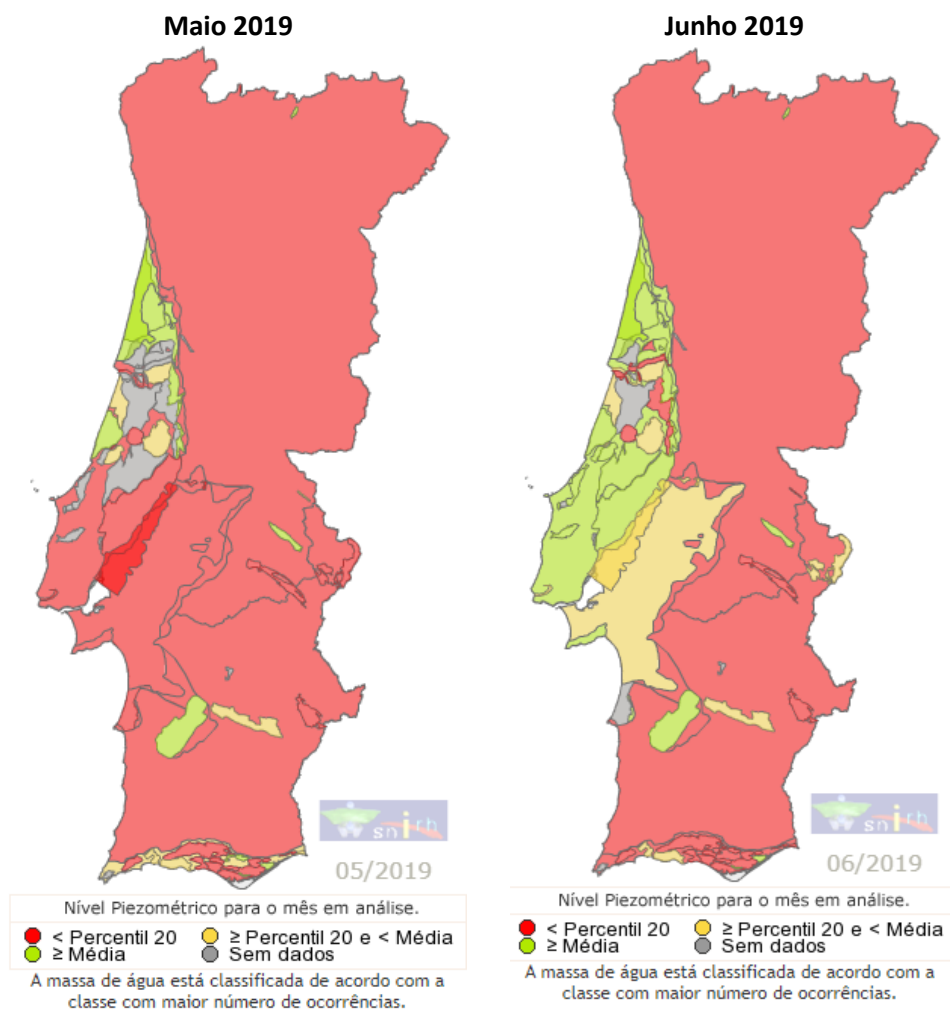 Maio 2019
Junho 2019
snirh
05/2019
snirh
06/2019
Nível Piezométrico para o mês em análise.
< Percentil 20
≥ Percentil 20 e < Média
≥ Média
Sem dados
A massa de água está classificada de acordo com a
classe com maior número de ocorrências.
Nível Piezométrico para o mês em análise.
< Percentil 20
≥ Percentil 20 e < Média
≥ Média
Sem dados
A massa de água está classificada de acordo com a
classe com maior número de ocorrências.